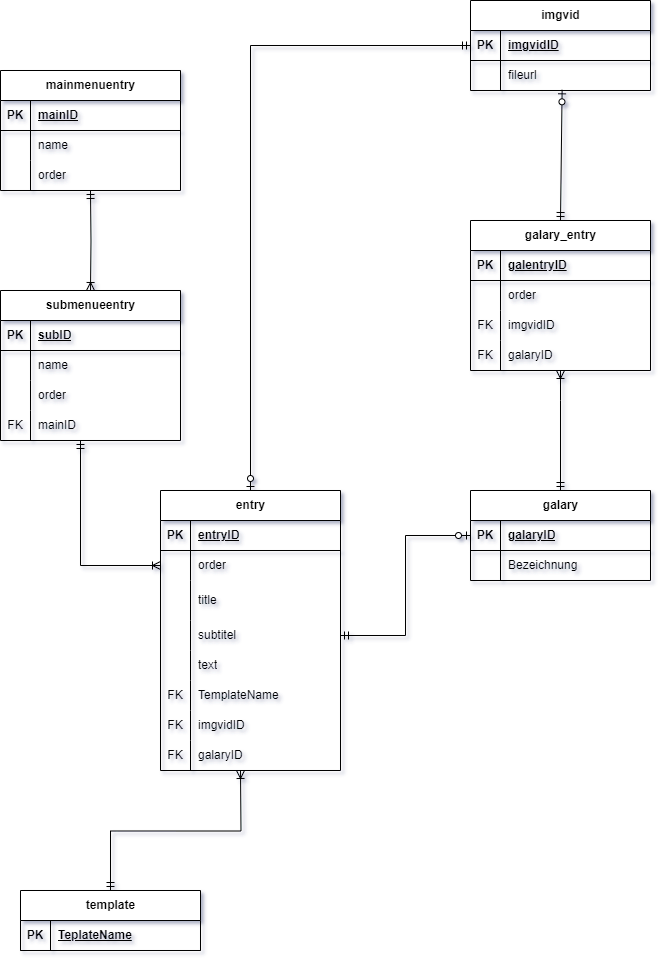 imgvid
PK imgvidID
fileurl
mainmenuentry
PK mainID
name
order
galary_entry
PK galentryID
order
FK imgvidID
FK galaryID
submenueentry
PK subID
name
order
FK mainID
entry
PK entryID
order
title
subtitel
text
FK TemplateName
FK imgvidID
FK galaryID
galary
PK galaryID
Bezeichnung
template
PK TeplateName